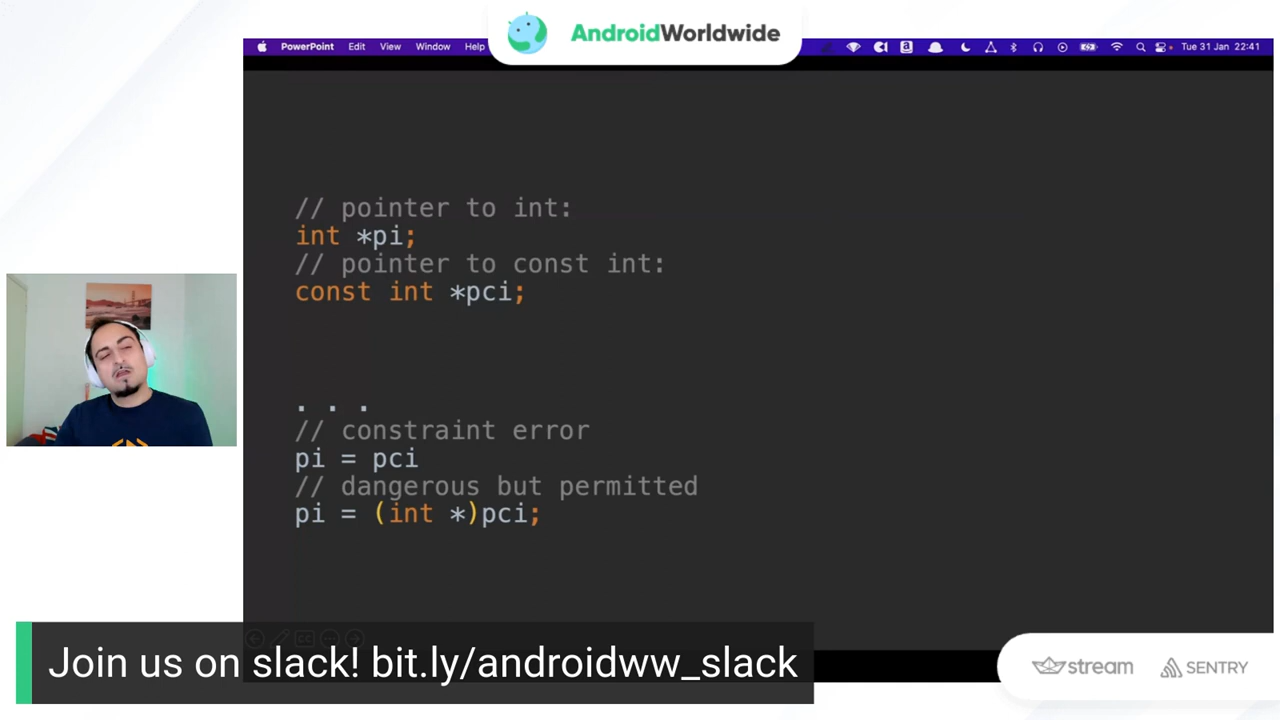 AndroidWorldwide
PowerPoint Edit View Window Help
Tue 31 Jan 22:41
// pointer to int:
int *pi;
// pointer to const int:
const int *pci;
. . .
// constraint error
pi = pci
// dangerous but permitted
pi = (int *)pci;
Join us on slack! bit.ly/androidww_slack
stream
SENTRY